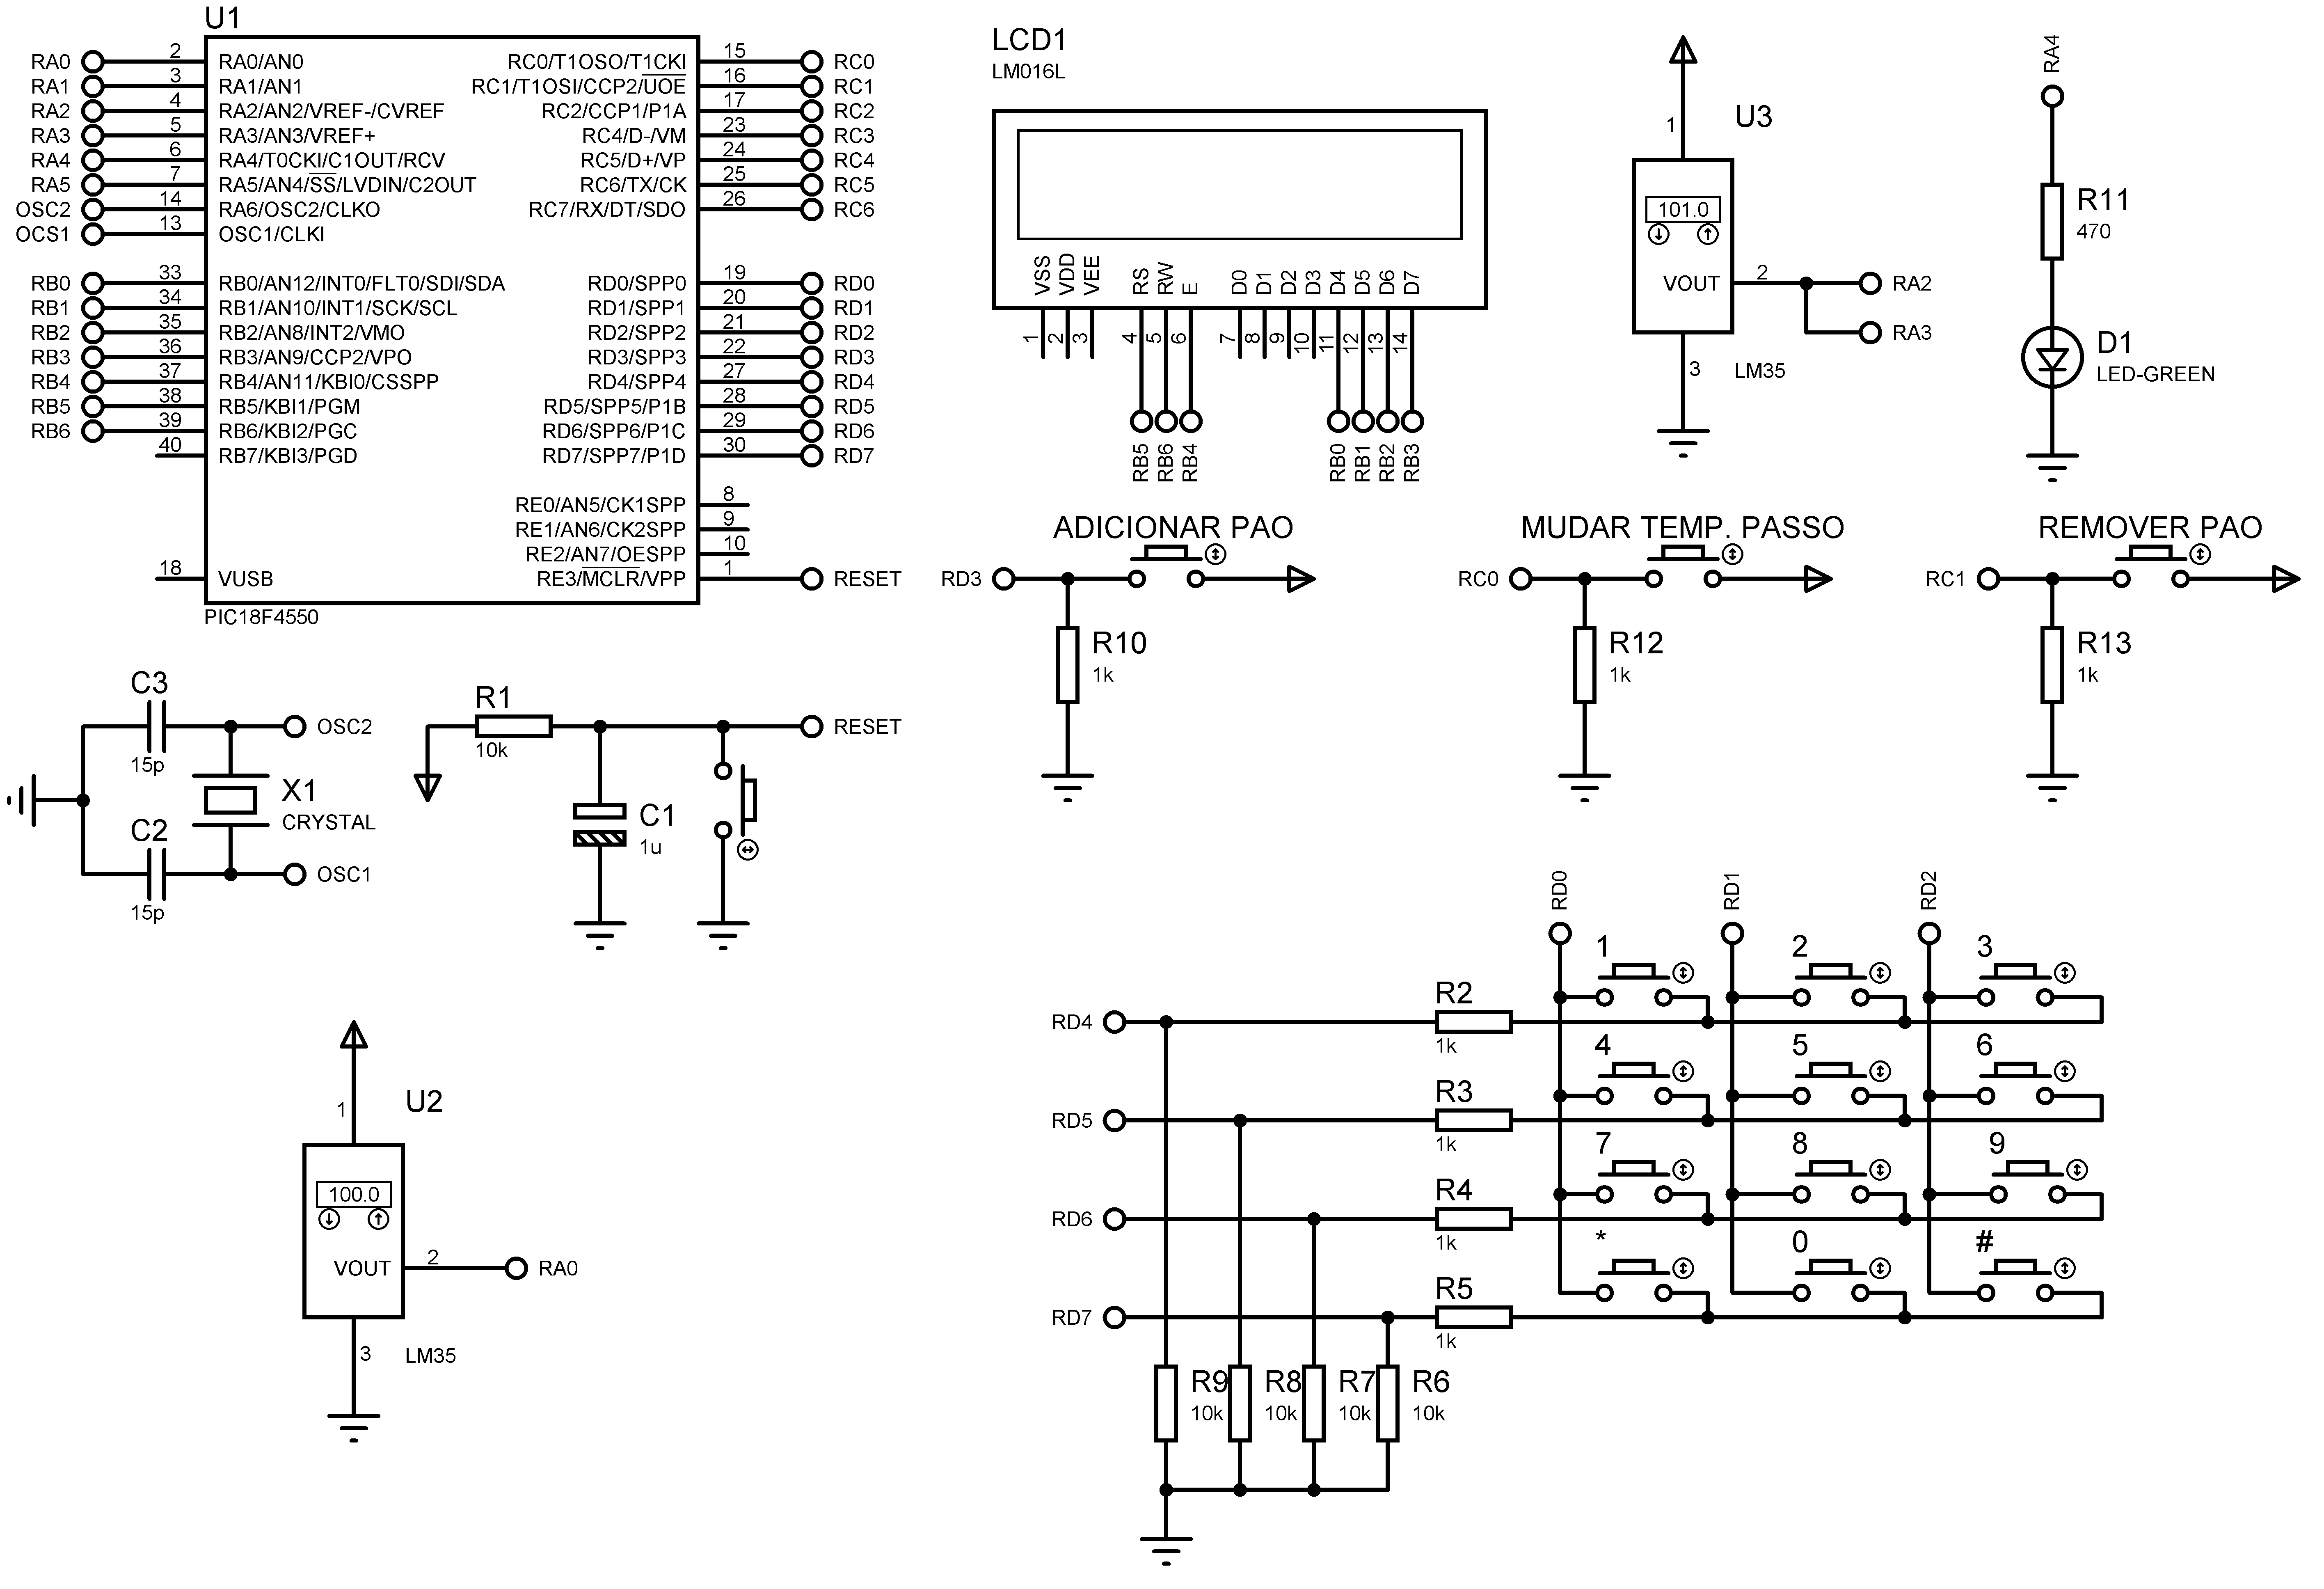 U1
RA0 2 RA0/AN0 RC0/T1OSO/T1CKI 15 RC0
RA1 3 RA1/AN1 RC1/T1OSI/CCP2/UOE 16 RC1
RA2 4 RA2/AN2/VREF-/CVREF RC2/CCP1/P1A 17 RC2
RA3 5 RA3/AN3/VREF+ RC4/D-/VM 23 RC3
RA4 6 RA4/T0CKI/C1OUT/RCV RC5/D+/VP 24 RC4
RA5 7 RA5/AN4/SS/LVDIN/C2OUT RC6/TX/CK 25 RC5
OSC2 14 RA6/OSC2/CLKO RC7/RX/DT/SDO 26 RC6
OCS1 13 OSC1/CLKI
RB0 33 RB0/AN12/INT0/FLT0/SDI/SDA RD0/SPP0 19 RD0
RB1 34 RB1/AN10/INT1/SCK/SCL RD1/SPP1 20 RD1
RB2 35 RB2/AN8/INT2/VMO RD2/SPP2 21 RD2
RB3 36 RB3/AN9/CCP2/VPO RD3/SPP3 22 RD3
RB4 37 RB4/AN11/KBI0/CSSPP RD4/SPP4 27 RD4
RB5 38 RB5/KBI1/PGM RD5/SPP5/P1B 28 RD5
RB6 39 RB6/KBI2/PGC RD6/SPP6/P1C 29 RD6
40 RB7/KBI3/PGD RD7/SPP7/P1D 30 RD7
RE0/AN5/CK1SPP 8
RE1/AN6/CK2SPP 9
RE2/AN7/OESPP 10
18 VUSB RE3/MCLR/VPP 1 RESET
PIC18F4550
LCD1
LM016L
VSS VDD VEE RS RW E D0 D1 D2 D3 D4 D5 D6 D7
1 2 3 4 5 6 7 8 9 10 11 12 13 14
RB5 RB6 RB4 RB0 RB1 RB2 RB3
1
U3
101.0
VOUT 2 RA2
RA3
3 LM35
RA4
R11
470
D1
LED-GREEN
ADICIONAR PAO
RD3
R10
1k
MUDAR TEMP. PASSO
RC0
R12
1k
REMOVER PAO
RC1
R13
1k
C3
15p
OSC2
X1
CRYSTAL
C2
15p
OSC1
R1
10k
RESET
C1
1u
1
U2
100.0
VOUT 2 RA0
3 LM35
RD0 RD1 RD2
1 2 3
RD4 R2
1k
4 5 6
RD5 R3
1k
7 8 9
RD6 R4
1k
* 0 #
RD7 R5
1k
R9 R8 R7 R6
10k 10k 10k 10k